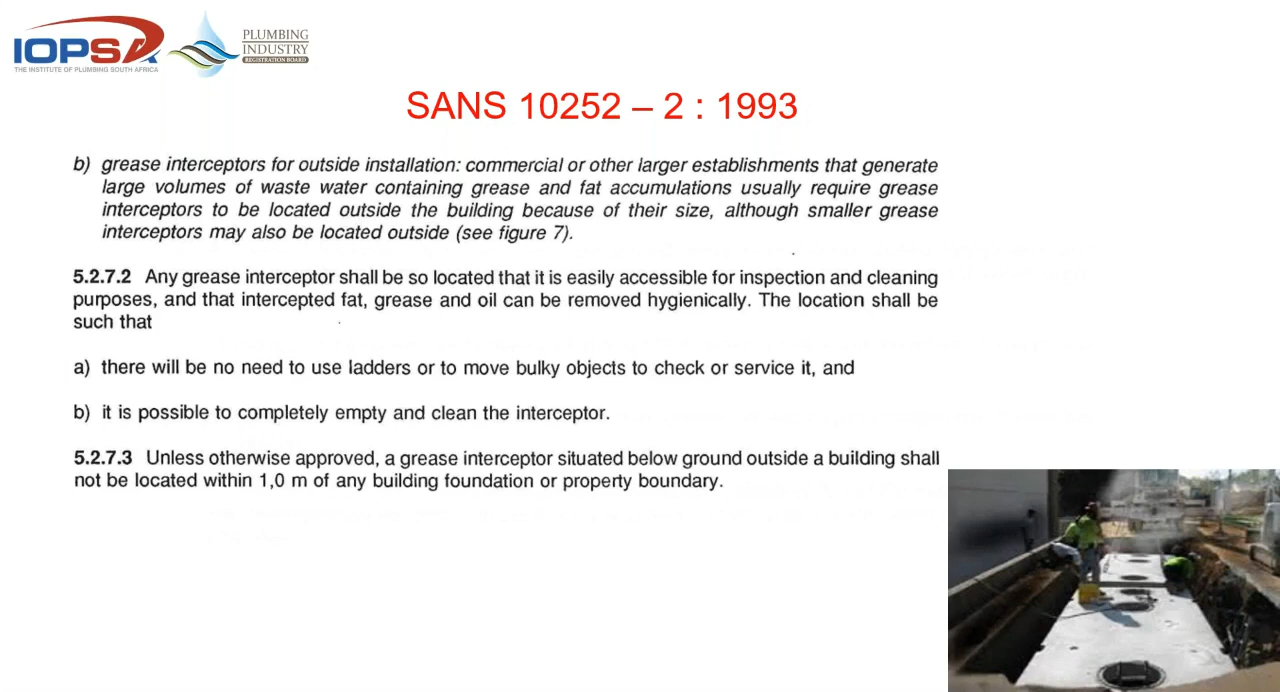 IOPSA
THE INSTITUTE OF PLUMBING SOUTH AFRICA
PLUMBING
INDUSTRY
REGISTRATION BOARD
SANS 10252 – 2 : 1993
b) grease interceptors for outside installation: commercial or other larger establishments that generate
large volumes of waste water containing grease and fat accumulations usually require grease
interceptors to be located outside the building because of their size, although smaller grease
interceptors may also be located outside (see figure 7).
5.2.7.2 Any grease interceptor shall be so located that it is easily accessible for inspection and cleaning
purposes, and that intercepted fat, grease and oil can be removed hygienically. The location shall be
such that
a) there will be no need to use ladders or to move bulky objects to check or service it, and
b) it is possible to completely empty and clean the interceptor.
5.2.7.3 Unless otherwise approved, a grease interceptor situated below ground outside a building shall
not be located within 1,0 m of any building foundation or property boundary.